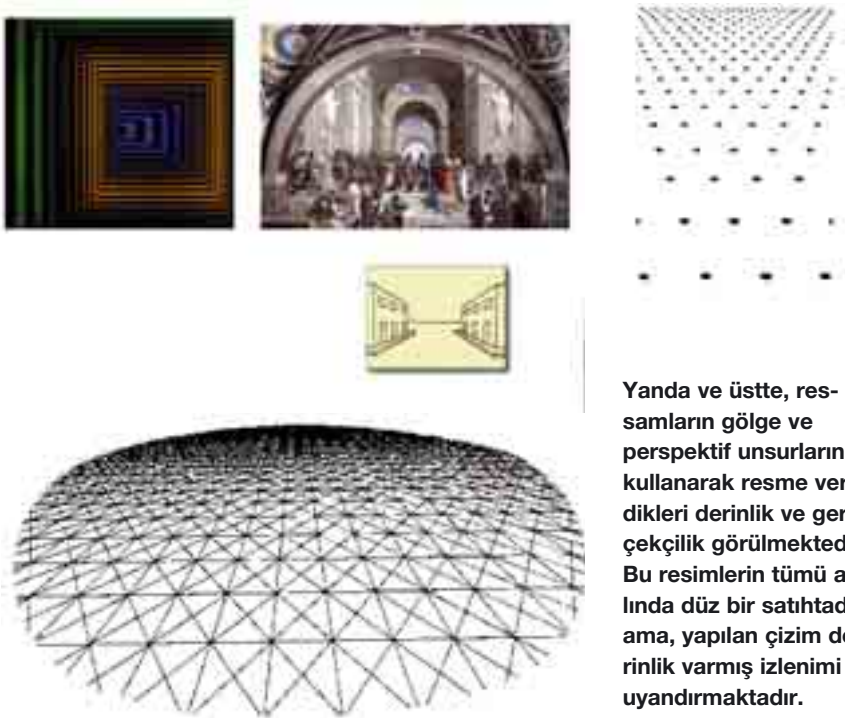 Yanda ve üstte, res-
samların gölge ve
perspektif unsurların
kullanarak resme ver
dikleri derinlik ve ger
çekçilik görülmekted
Bu resimlerin tümü a
lında düz bir satıhtad
ama, yapılan çizim de
rinlik varmış izlenimi
uyandırmaktadır.